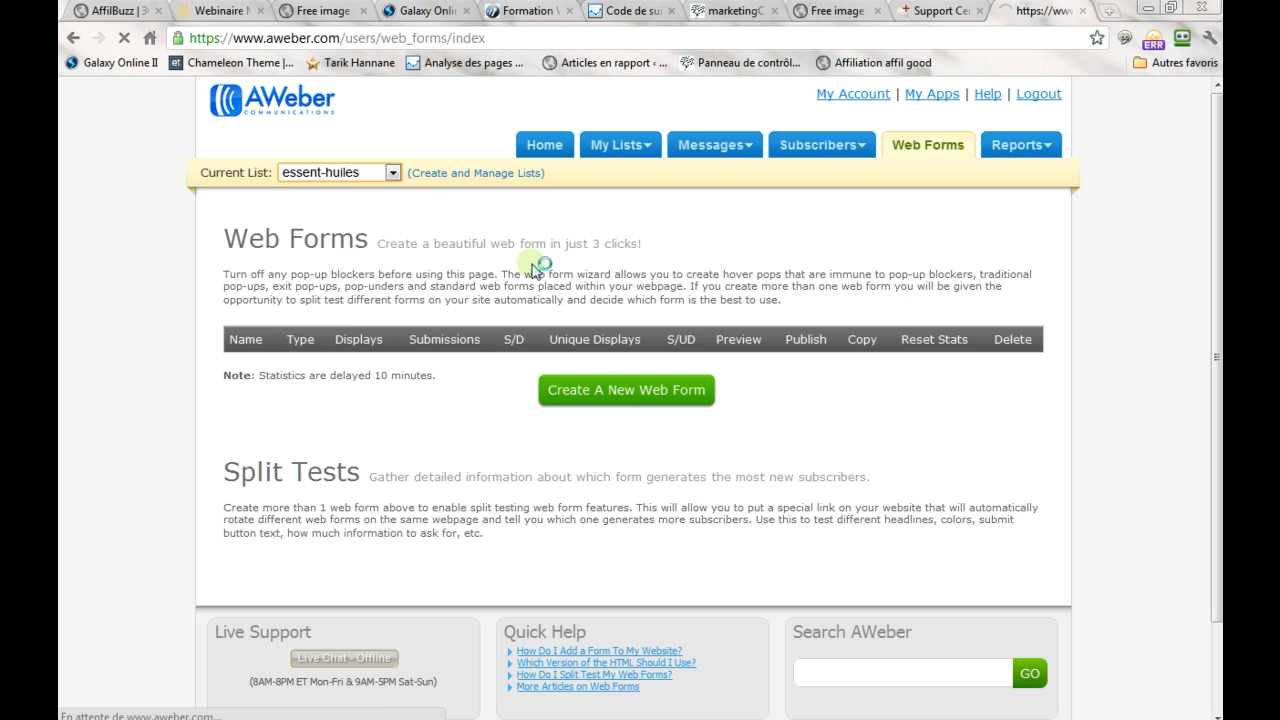 AffilBuzz | 3
Webinaire
Free image
Galaxy Onli
Formation
Code de sui
marketingC
Free image
Support Ce
https://ww
https://www.aweber.com/users/web_forms/index
ERR
Galaxy Online II
Chameleon Theme |...
Tarik Hannane
Analyse des pages ...
Articles en rapport ‹ ...
Panneau de contrôl...
Affiliation affil good
Autres favoris
AWeber
COMMUNICATIONS
My Account | My Apps | Help | Logout
Home
My Lists
Messages
Subscribers
Web Forms
Reports
Current List: essent-huiles (Create and Manage Lists)
Web Forms Create a beautiful web form in just 3 clicks!
Turn off any pop-up blockers before using this page. The web form wizard allows you to create hover pops that are immune to pop-up blockers, traditional
pop-ups, exit pop-ups, pop-unders and standard web forms placed within your webpage. If you create more than one web form you will be given the
opportunity to split test different forms on your site automatically and decide which form is the best to use.
Name Type Displays Submissions S/D Unique Displays S/UD Preview Publish Copy Reset Stats Delete
Note: Statistics are delayed 10 minutes.
Create A New Web Form
Split Tests Gather detailed information about which form generates the most new subscribers.
Create more than 1 web form above to enable split testing web form features. This will allow you to put a special link on your website that will automatically
rotate different web forms on the same webpage and tell you which one generates more subscribers. Use this to test different headlines, colors, submit
button text, how much information to ask for, etc.
Live Support
Live Chat - Offline
(8AM-8PM ET Mon-Fri & 9AM-5PM Sat-Sun)
Quick Help
How Do I Add a Form To My Website?
Which Version of the HTML Should I Use?
How Do I Split Test My Web Forms?
More Articles on Web Forms
Search AWeber
GO
En attente de www.aweber.com...